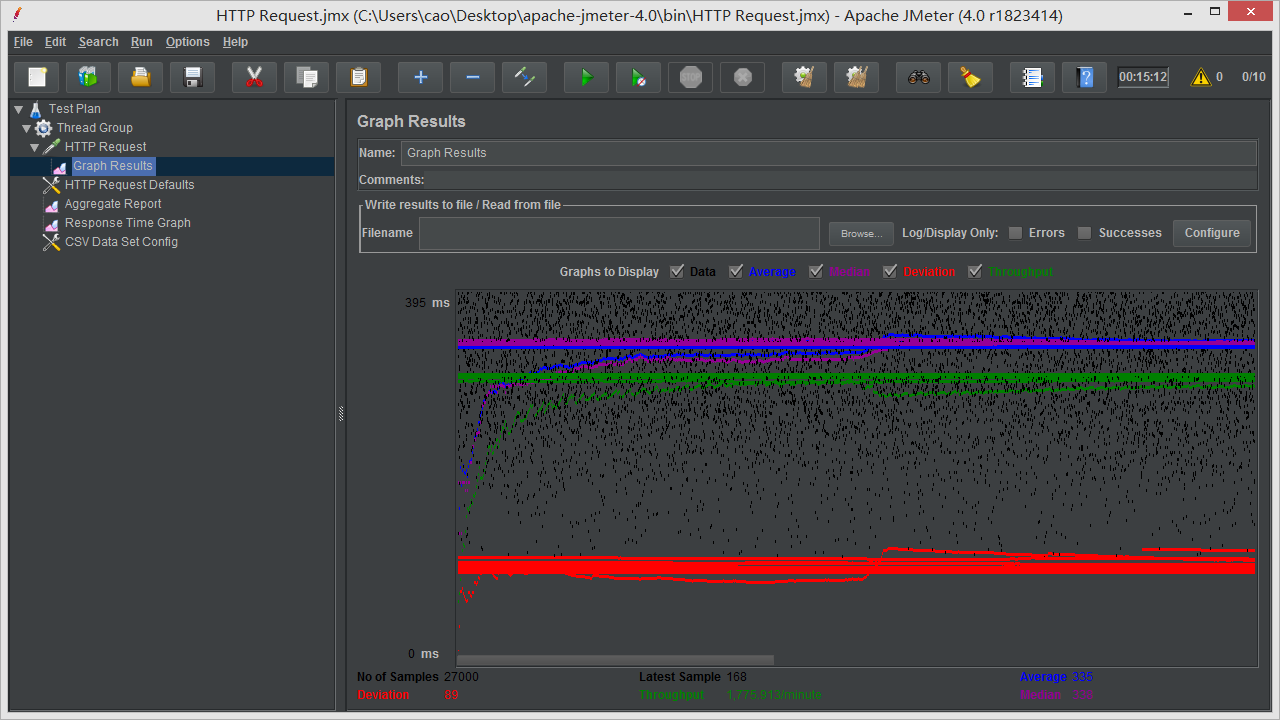 HTTP Request.jmx (C:\Users\cao\Desktop\apache-jmeter-4.0\bin\HTTP Request.jmx) - Apache JMeter (4.0 r1823414)
File Edit Search Run Options Help
STOP 00:15:12 0 0/10
Test Plan
Thread Group
HTTP Request
Graph Results
HTTP Request Defaults
Aggregate Report
Response Time Graph
CSV Data Set Config
Graph Results
Name: Graph Results
Comments:
Write results to file / Read from file
Filename Browse... Log/Display Only: Errors Successes Configure
Graphs to Display Data Average Median Deviation Throughput
395 ms
0 ms
No of Samples 27000 Latest Sample 168 Average 335
Deviation 89 Throughput 1,775.913/minute Median